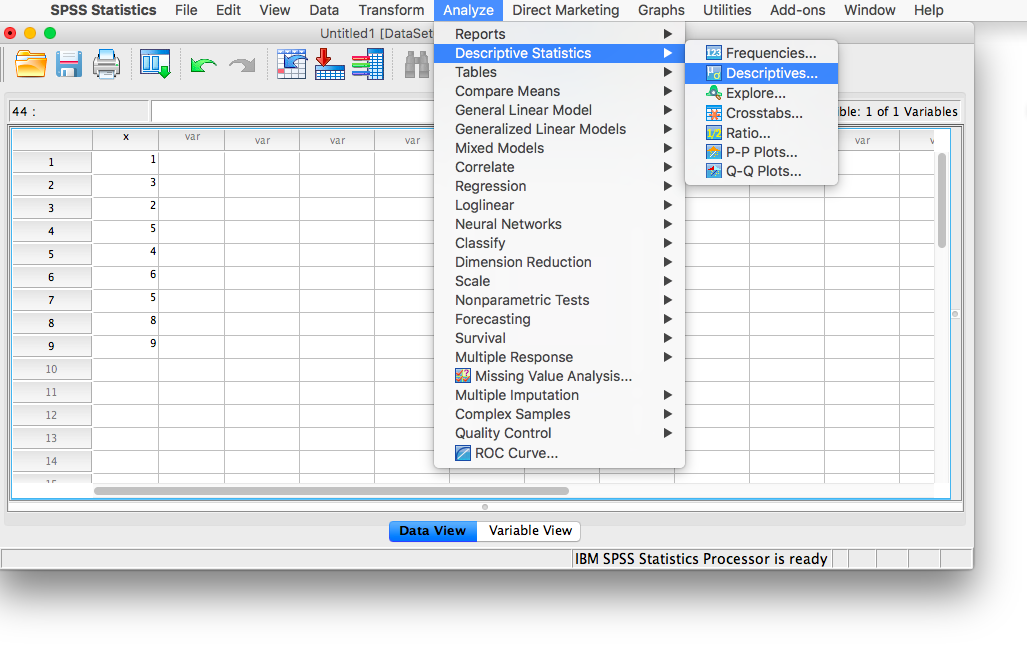 SPSS Statistics File Edit View Data Transform Analyze Direct Marketing Graphs Utilities Add-ons Window Help
Untitled1 [DataSet
44 :
ble: 1 of 1 Variables
x var var var var var
1 1
2 3
3 2
4 5
5 4
6 6
7 5
8 8
9 9
10
11
12
13
14
15
Reports
Descriptive Statistics
Tables
Compare Means
General Linear Model
Generalized Linear Models
Mixed Models
Correlate
Regression
Loglinear
Neural Networks
Classify
Dimension Reduction
Scale
Nonparametric Tests
Forecasting
Survival
Multiple Response
Missing Value Analysis...
Multiple Imputation
Complex Samples
Quality Control
ROC Curve...
123 Frequencies...
Descriptives...
Explore...
Crosstabs...
1/2 Ratio...
P-P Plots...
Q-Q Plots...
Data View Variable View
IBM SPSS Statistics Processor is ready